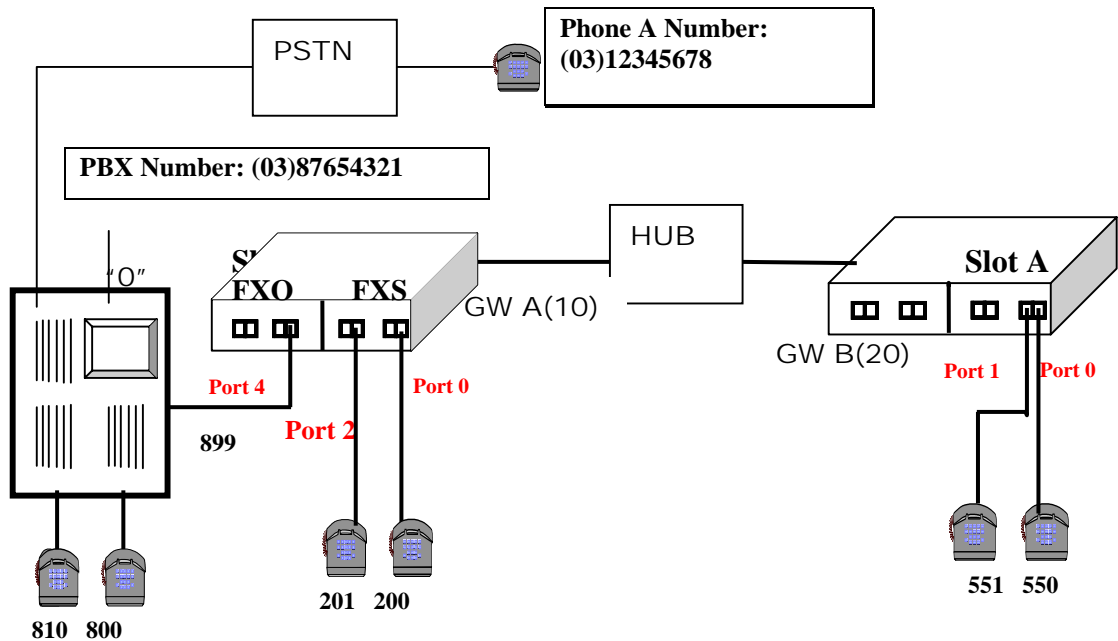 PSTN
Phone A Number:
(03)12345678
PBX Number: (03)87654321
HUB
"0"
FXO
FXS
GW A(10)
Slot A
GW B(20)
Port 4
Port 0
Port 1
Port 0
899
Port 2
201
200
551
550
810
800